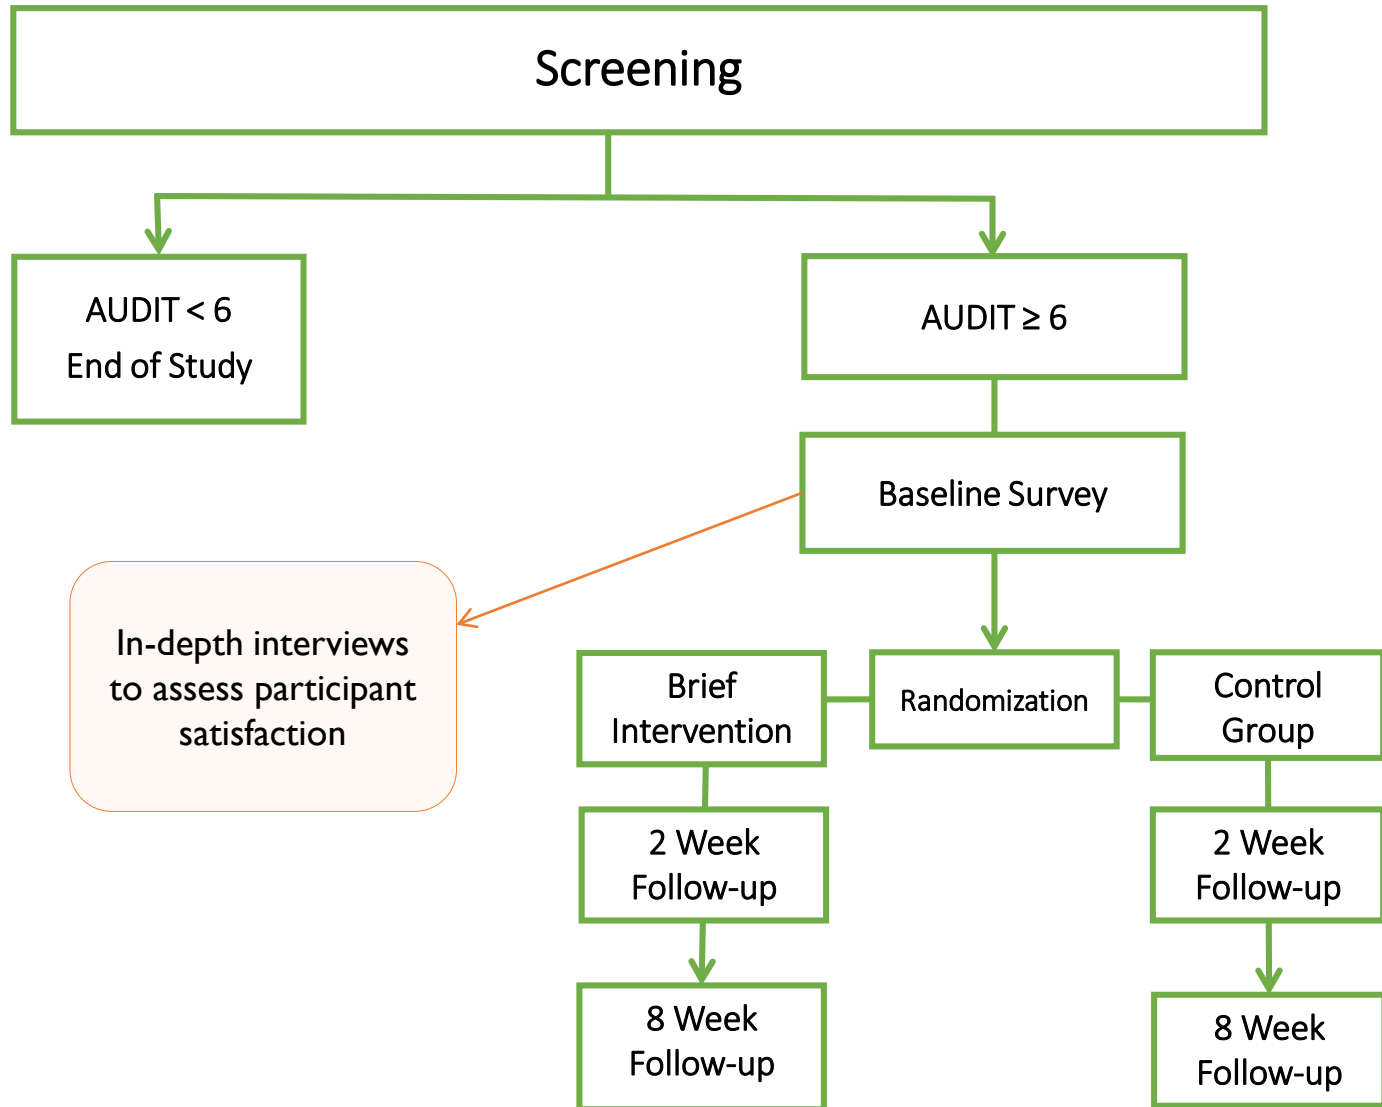 Screening
AUDIT < 6
End of Study
AUDIT ≥ 6
Baseline Survey
In-depth interviews
to assess participant
satisfaction
Brief
Intervention
Randomization
Control
Group
2 Week
Follow-up
2 Week
Follow-up
8 Week
Follow-up
8 Week
Follow-up